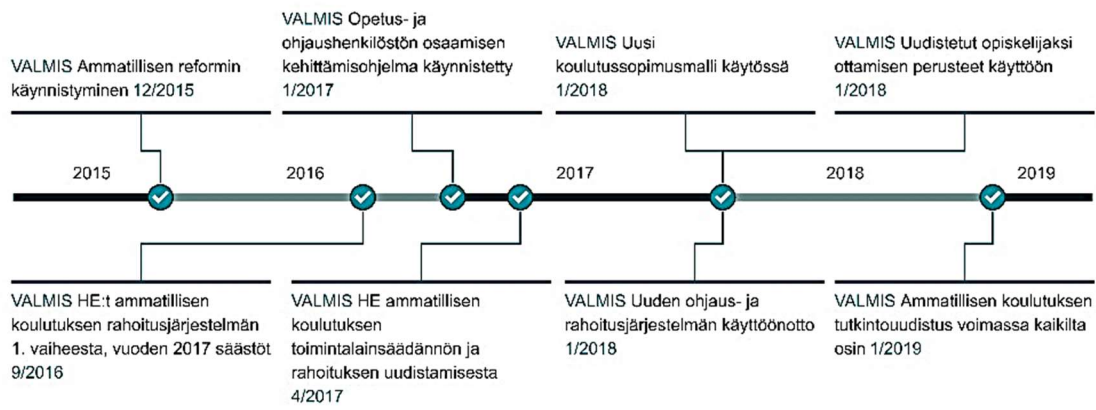 VALMIS Ammatillisen reformin
käynnistyminen 12/2015
VALMIS Opetus- ja
ohjaushenkilöstön osaamisen
kehittämisohjelma käynnistetty
1/2017
VALMIS Uusi
koulutussopimusmalli käytössä
1/2018
VALMIS Uudistetut opiskelijaksi
ottamisen perusteet käyttöön
1/2018
2015
2016
2017
2018
2019
VALMIS HE:t ammatillisen
koulutuksen rahoitusjärjestelmän
1. vaiheesta, vuoden 2017 säästöt
9/2016
VALMIS HE ammatillisen
koulutuksen
toimintalainsäädännön ja
rahoituksen uudistamisesta
4/2017
VALMIS Uuden ohjaus- ja
rahoitusjärjestelmän käyttöönotto
1/2018
VALMIS Ammatillisen koulutuksen
tutkintouudistus voimassa kaikilta
osin 1/2019